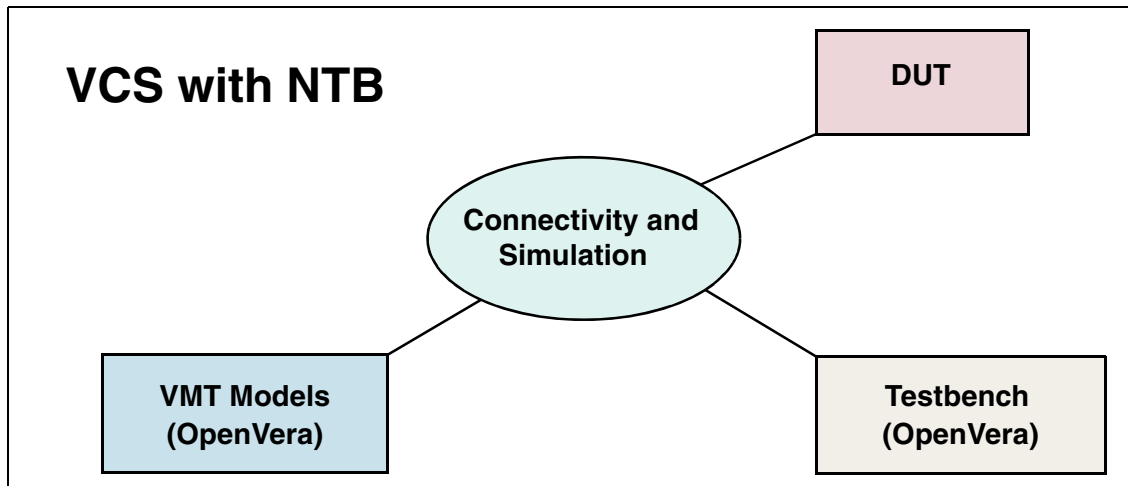 VCS with NTB
DUT
Connectivity and
Simulation
VMT Models
(OpenVera)
Testbench
(OpenVera)